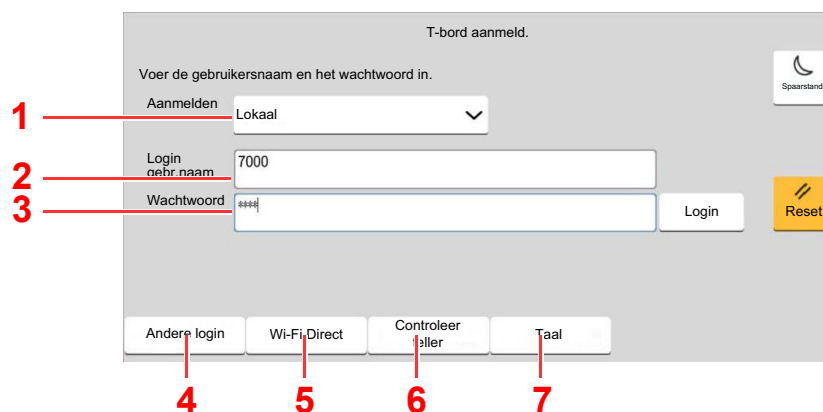 T-bord aanmeld.
Voer de gebruikersnaam en het wachtwoord in.
Spaarstand
Aanmelden
Lokaal
1
Login
gebr.naam
7000
2
Wachtwoord
****
Login
Reset
3
Andere login
Wi-Fi Direct
Controleer
teller
Taal
4
5
6
7